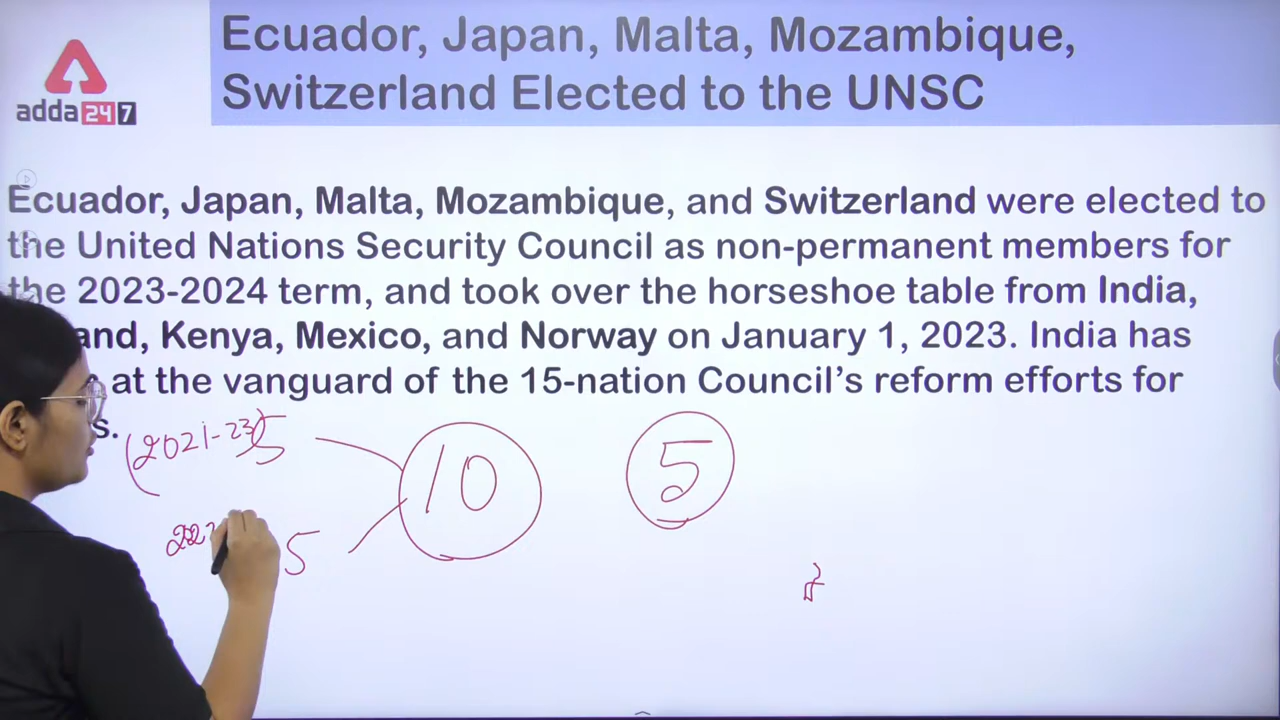 Ecuador, Japan, Malta, Mozambique,
Switzerland Elected to the UNSC
adda247
Ecuador, Japan, Malta, Mozambique, and Switzerland were elected to
the United Nations Security Council as non-permanent members for
the 2023-2024 term, and took over the horseshoe table from India,
and, Kenya, Mexico, and Norway on January 1, 2023. India has
at the vanguard of the 15-nation Council's reform efforts for
s.
(2021-23) 5
10
5
5